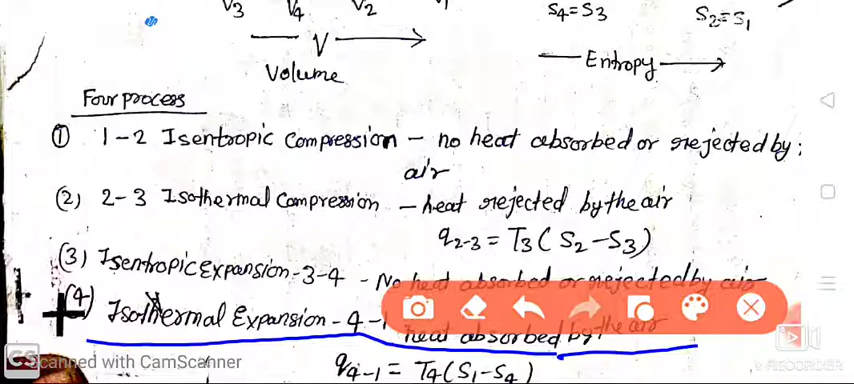 V3 V4 V2
S4=S3 S2=S1
V
Volume
Entropy
Four process
① 1-2 Isentropic Compression - no heat absorbed or rejected by
air
(2) 2-3 Isothermal Compression - heat rejected by the air
q2-3 = T3 ( S2 - S3 )
(3) Isentropic Expansion - 3-4 - No heat absorbed or rejected by air
(4) Isothermal Expansion - 4-1 heat absorbed by the air
q4-1 = T4 ( S1 - S4 )
CS Scanned with CamScanner
RECORDER